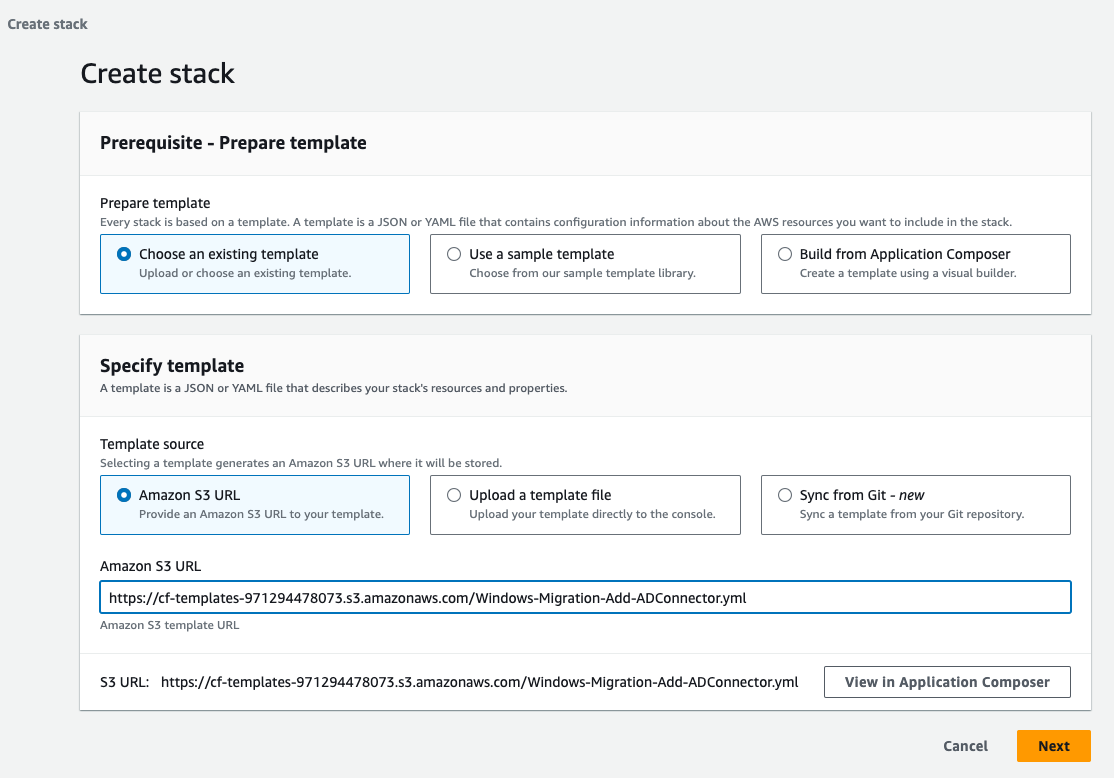 Create stack
Create stack
Prerequisite - Prepare template
Prepare template
Every stack is based on a template. A template is a JSON or YAML file that contains configuration information about the AWS resources you want to include in the stack.
Choose an existing template
Upload or choose an existing template.
Use a sample template
Choose from our sample template library.
Build from Application Composer
Create a template using a visual builder.
Specify template
A template is a JSON or YAML file that describes your stack's resources and properties.
Template source
Selecting a template generates an Amazon S3 URL where it will be stored.
Amazon S3 URL
Provide an Amazon S3 URL to your template.
Upload a template file
Upload your template directly to the console.
Sync from Git - new
Sync a template from your Git repository.
Amazon S3 URL
https://cf-templates-971294478073.s3.amazonaws.com/Windows-Migration-Add-ADConnector.yml
Amazon S3 template URL
S3 URL: https://cf-templates-971294478073.s3.amazonaws.com/Windows-Migration-Add-ADConnector.yml
View in Application Composer
Cancel
Next